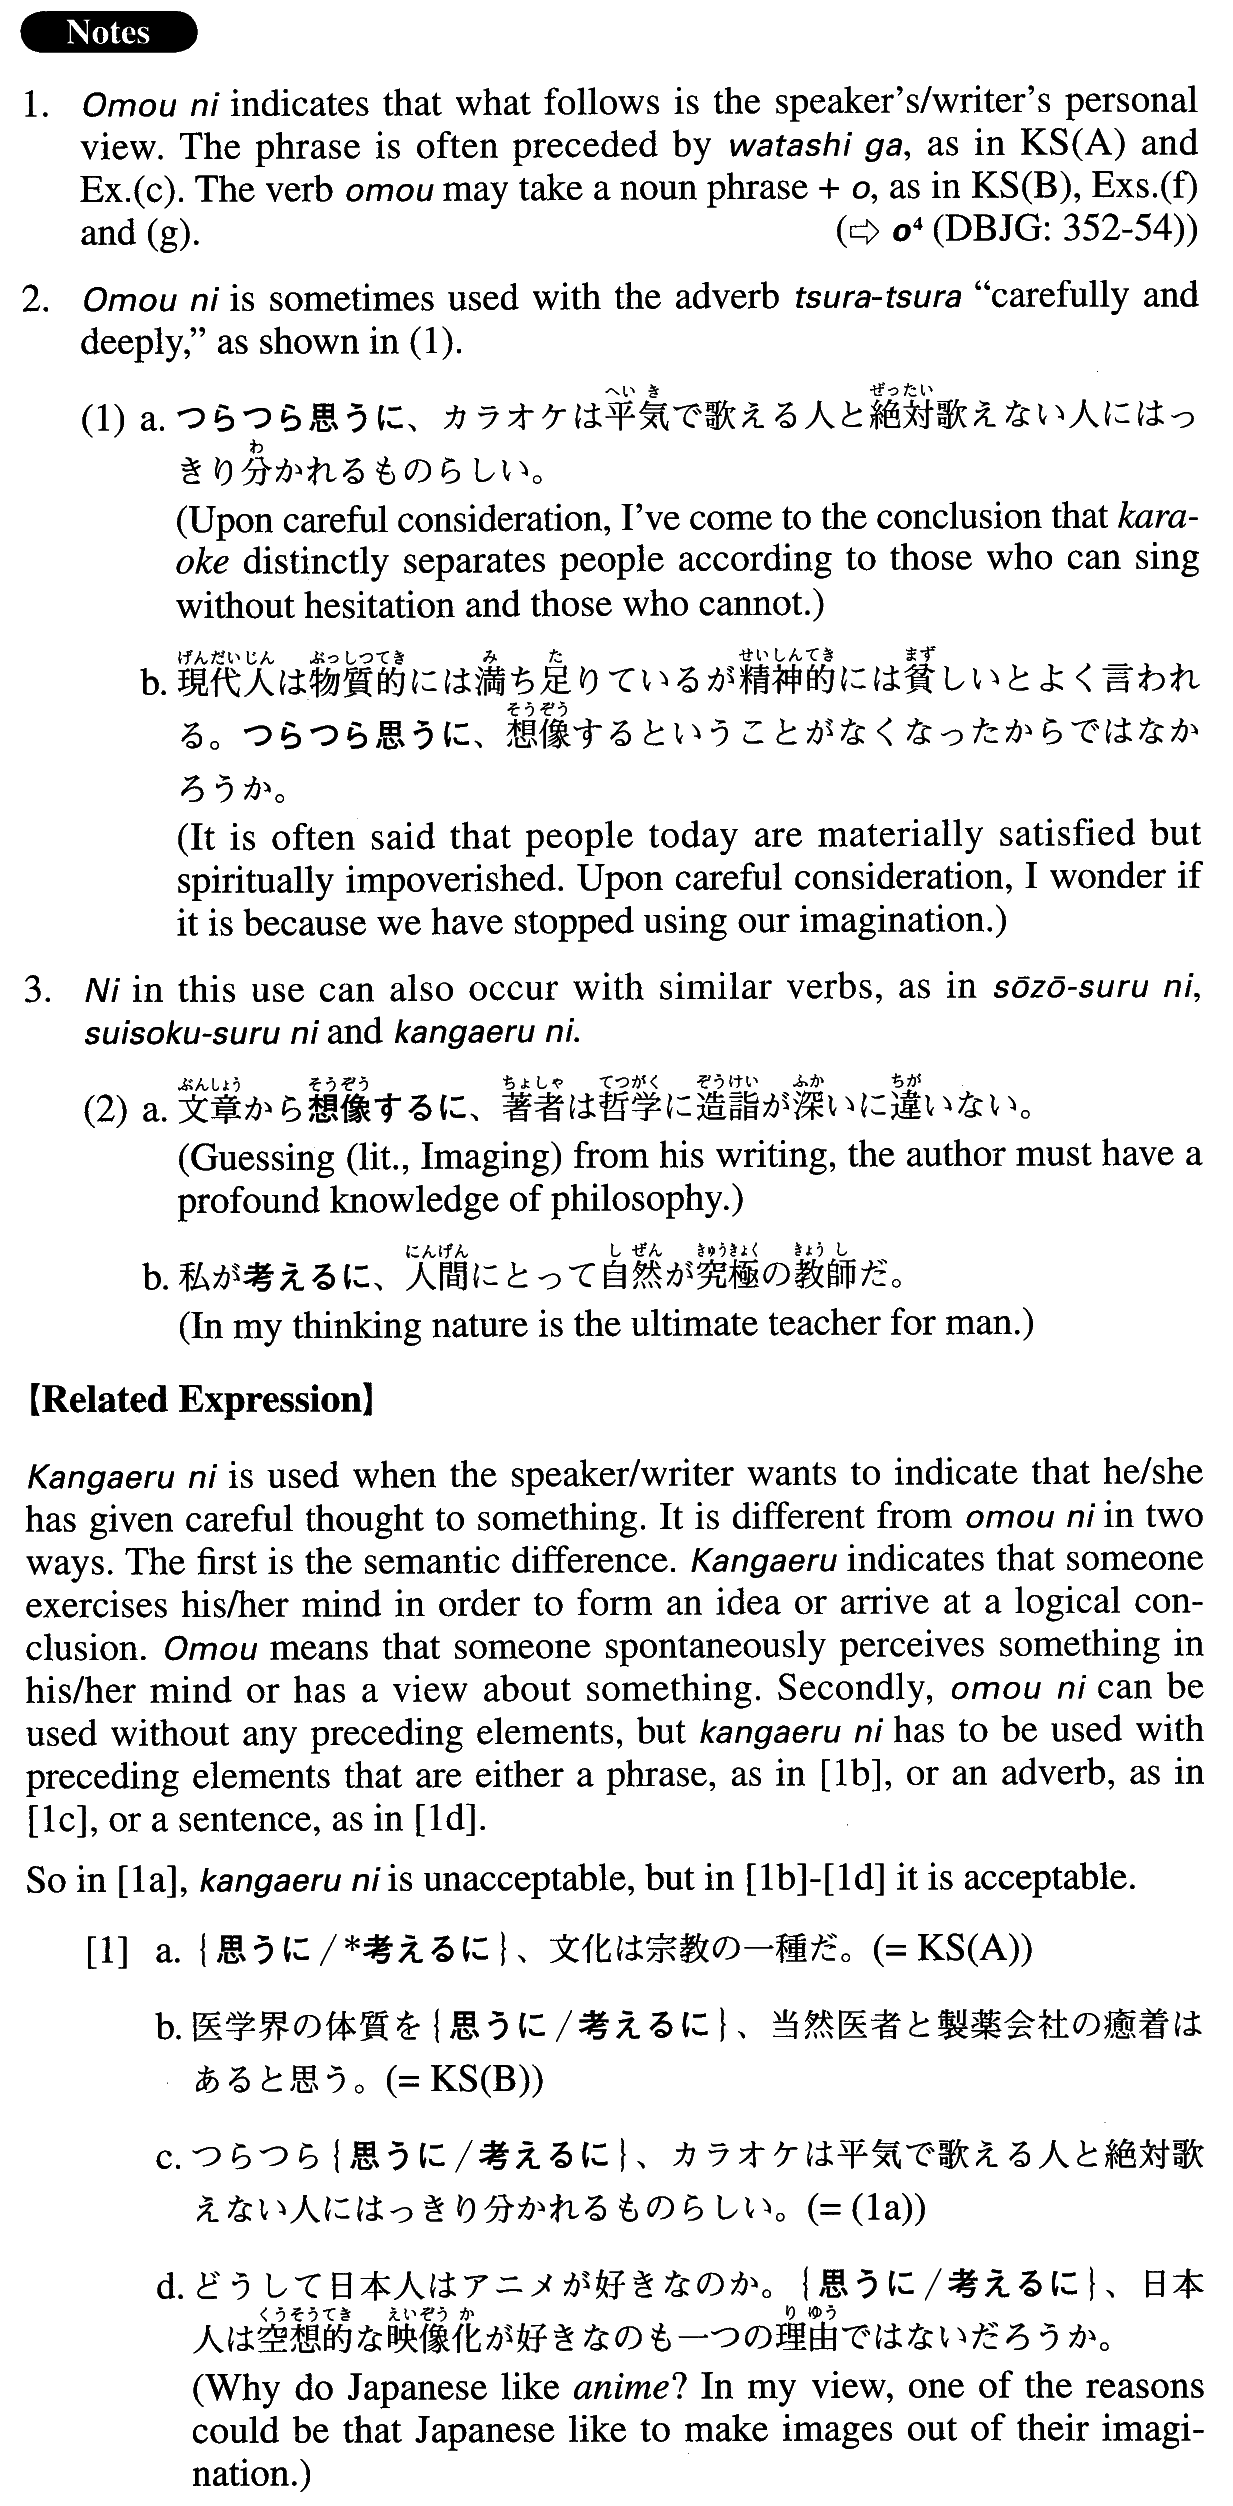 Notes
1. Omou ni indicates that what follows is the speaker's/writer's personal
view. The phrase is often preceded by watashi ga, as in KS(A) and
Ex.(c). The verb omou may take a noun phrase + o, as in KS(B), Exs.(f)
and (g). (⇨ o⁴ (DBJG: 352-54))
2. Omou ni is sometimes used with the adverb tsura-tsura “carefully and
deeply,” as shown in (1).
へいき ぜったい
(1) a. つらつら思うに、カラオケは平気で歌える人と絶対歌えない人にはっ
わ
きり分かれるものらしい。
(Upon careful consideration, I've come to the conclusion that kara-
oke distinctly separates people according to those who can sing
without hesitation and those who cannot.)
げんだいじん ぶっしつてき み た せいしんてき まず
b. 現代人は物質的には満ち足りているが精神的には貧しいとよく言われ
そうぞう
る。つらつら思うに、想像するということがなくなったからではなか
ろうか。
(It is often said that people today are materially satisfied but
spiritually impoverished. Upon careful consideration, I wonder if
it is because we have stopped using our imagination.)
3. Ni in this use can also occur with similar verbs, as in sōzō-suru ni,
suisoku-suru ni and kangaeru ni.
ぶんしょう そうぞう ちょしゃ てつがく ぞうけい ふか ちが
(2) a. 文章から想像するに、著者は哲学に造詣が深いに違いない。
(Guessing (lit., Imaging) from his writing, the author must have a
profound knowledge of philosophy.)
にんげん しぜん きゅうきょく きょうし
b. 私が考えるに、人間にとって自然が究極の教師だ。
(In my thinking nature is the ultimate teacher for man.)
【Related Expression】
Kangaeru ni is used when the speaker/writer wants to indicate that he/she
has given careful thought to something. It is different from omou ni in two
ways. The first is the semantic difference. Kangaeru indicates that someone
exercises his/her mind in order to form an idea or arrive at a logical con-
clusion. Omou means that someone spontaneously perceives something in
his/her mind or has a view about something. Secondly, omou ni can be
used without any preceding elements, but kangaeru ni has to be used with
preceding elements that are either a phrase, as in [1b], or an adverb, as in
[1c], or a sentence, as in [1d].
So in [1a], kangaeru ni is unacceptable, but in [1b]-[1d] it is acceptable.
[1] a. {思うに/*考えるに}、文化は宗教の一種だ。(= KS(A))
b. 医学界の体質を{思うに/考えるに}、当然医者と製薬会社の癒着は
あると思う。(= KS(B))
c. つらつら{思うに/考えるに}、カラオケは平気で歌える人と絶対歌
えない人にはっきり分かれるものらしい。(= (1a))
d. どうして日本人はアニメが好きなのか。{思うに/考えるに}、日本
くうそうてき えいぞうか りゆう
人は空想的な映像化が好きなのも一つの理由ではないだろうか。
(Why do Japanese like anime? In my view, one of the reasons
could be that Japanese like to make images out of their imagi-
nation.)